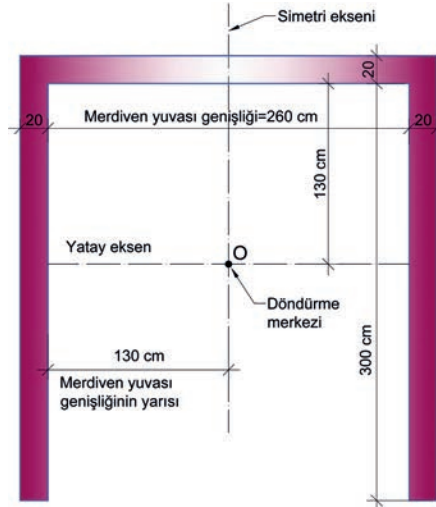 Simetri ekseni
20
20
Merdiven yuvası genişliği=260 cm
20
130 cm
Yatay eksen
O
Döndürme
merkezi
130 cm
300 cm
Merdiven yuvası
genişliğinin yarısı